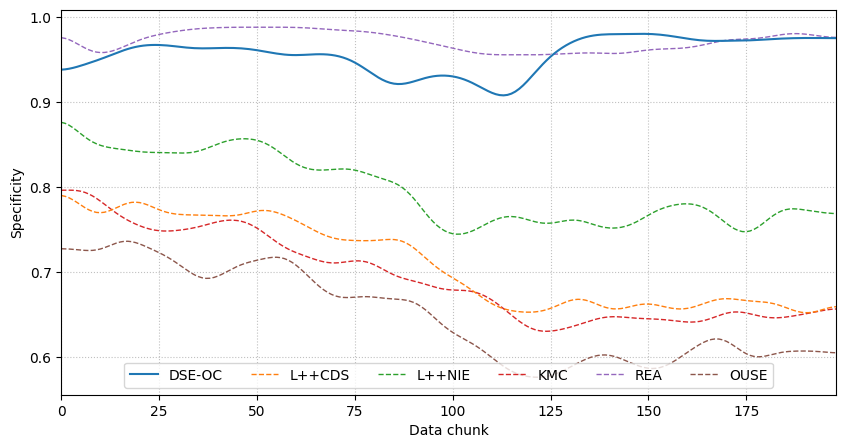 1.0
0.9
0.8
0.7
0.6
Specificity
DSE-OC L++CDS L++NIE KMC REA OUSE
0 25 50 75 100 125 150 175
Data chunk